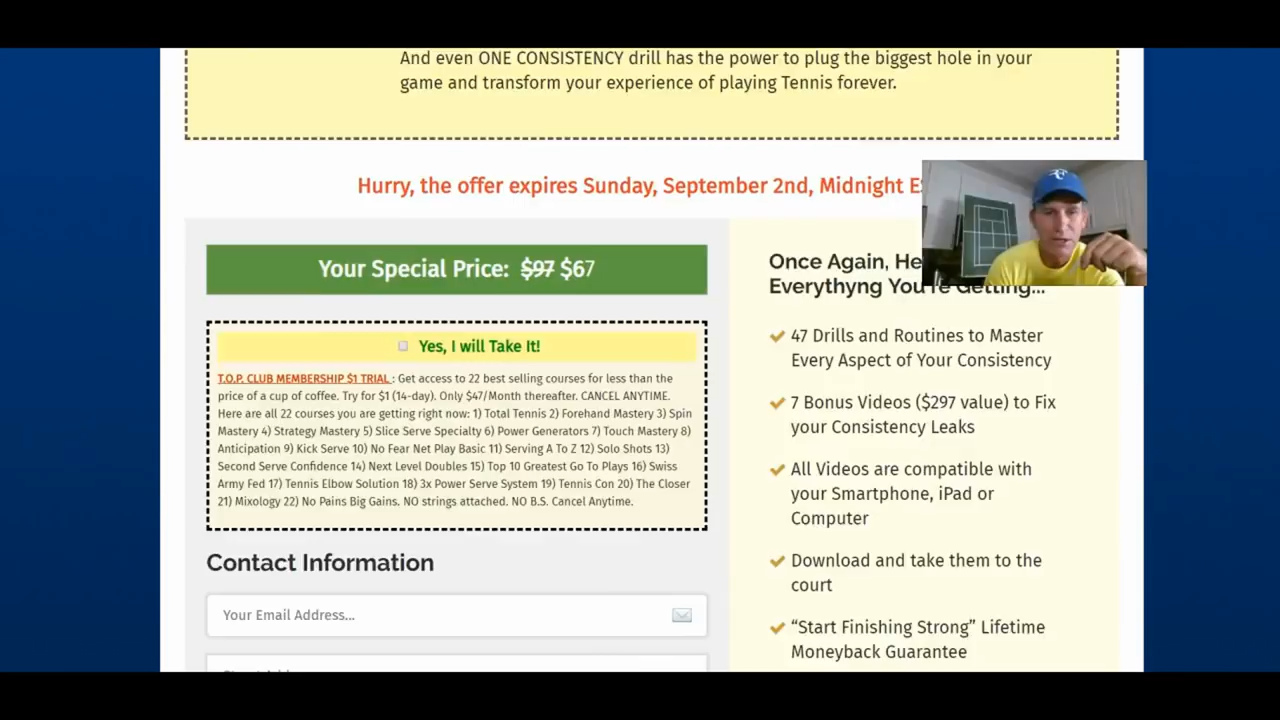 And even ONE CONSISTENCY drill has the power to plug the biggest hole in your
game and transform your experience of playing Tennis forever.
Hurry, the offer expires Sunday, September 2nd, Midnight
Your Special Price: $97 $67
Yes, I will Take It!
T.O.P. CLUB MEMBERSHIP $1 TRIAL : Get access to 22 best selling courses for less than the
price of a cup of coffee. Try for $1 (14-day). Only $47/Month thereafter. CANCEL ANYTIME.
Here are all 22 courses you are getting right now: 1) Total Tennis 2) Forehand Mastery 3) Spin
Mastery 4) Strategy Mastery 5) Slice Serve Specialty 6) Power Generators 7) Touch Mastery 8)
Anticipation 9) Kick Serve 10) No Fear Net Play Basic 11) Serving A To Z 12) Solo Shots 13)
Second Serve Confidence 14) Next Level Doubles 15) Top 10 Greatest Go To Plays 16) Swiss
Army Fed 17) Tennis Elbow Solution 18) 3x Power Serve System 19) Tennis Con 20) The Closer
21) Mixology 22) No Pains Big Gains. NO strings attached. NO B.S. Cancel Anytime.
Contact Information
Your Email Address...
Once Again, He
Everythyng You're Getting...
47 Drills and Routines to Master
Every Aspect of Your Consistency
7 Bonus Videos ($297 value) to Fix
your Consistency Leaks
All Videos are compatible with
your Smartphone, iPad or
Computer
Download and take them to the
court
“Start Finishing Strong” Lifetime
Moneyback Guarantee